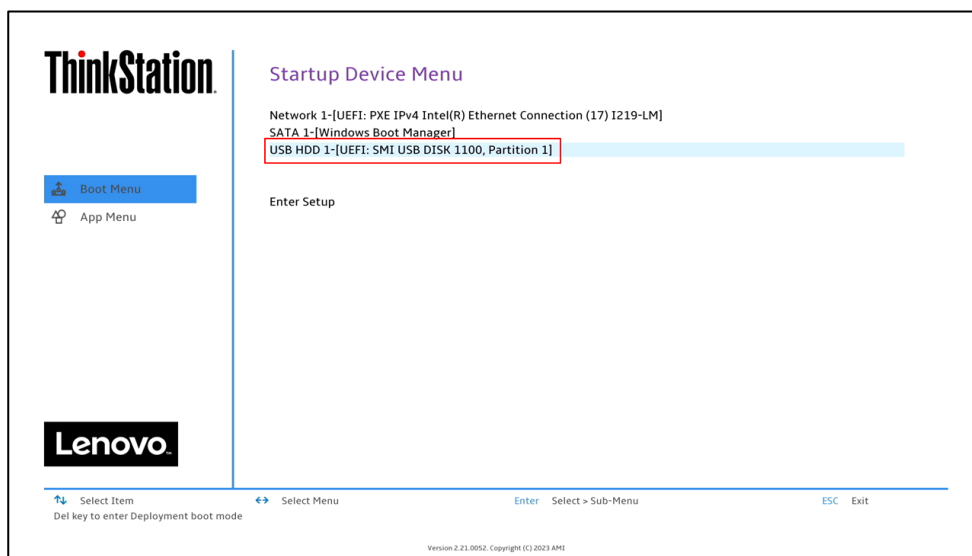 ThinkStation.
Startup Device Menu
Network 1-[UEFI: PXE IPv4 Intel(R) Ethernet Connection (17) I219-LM]
SATA 1-[Windows Boot Manager]
USB HDD 1-[UEFI: SMI USB DISK 1100, Partition 1]
Enter Setup
Boot Menu
App Menu
Lenovo
Select Item
Select Menu
Enter Select > Sub-Menu
ESC Exit
Del key to enter Deployment boot mode
Version 2.21.0052. Copyright (C) 2023 AMI